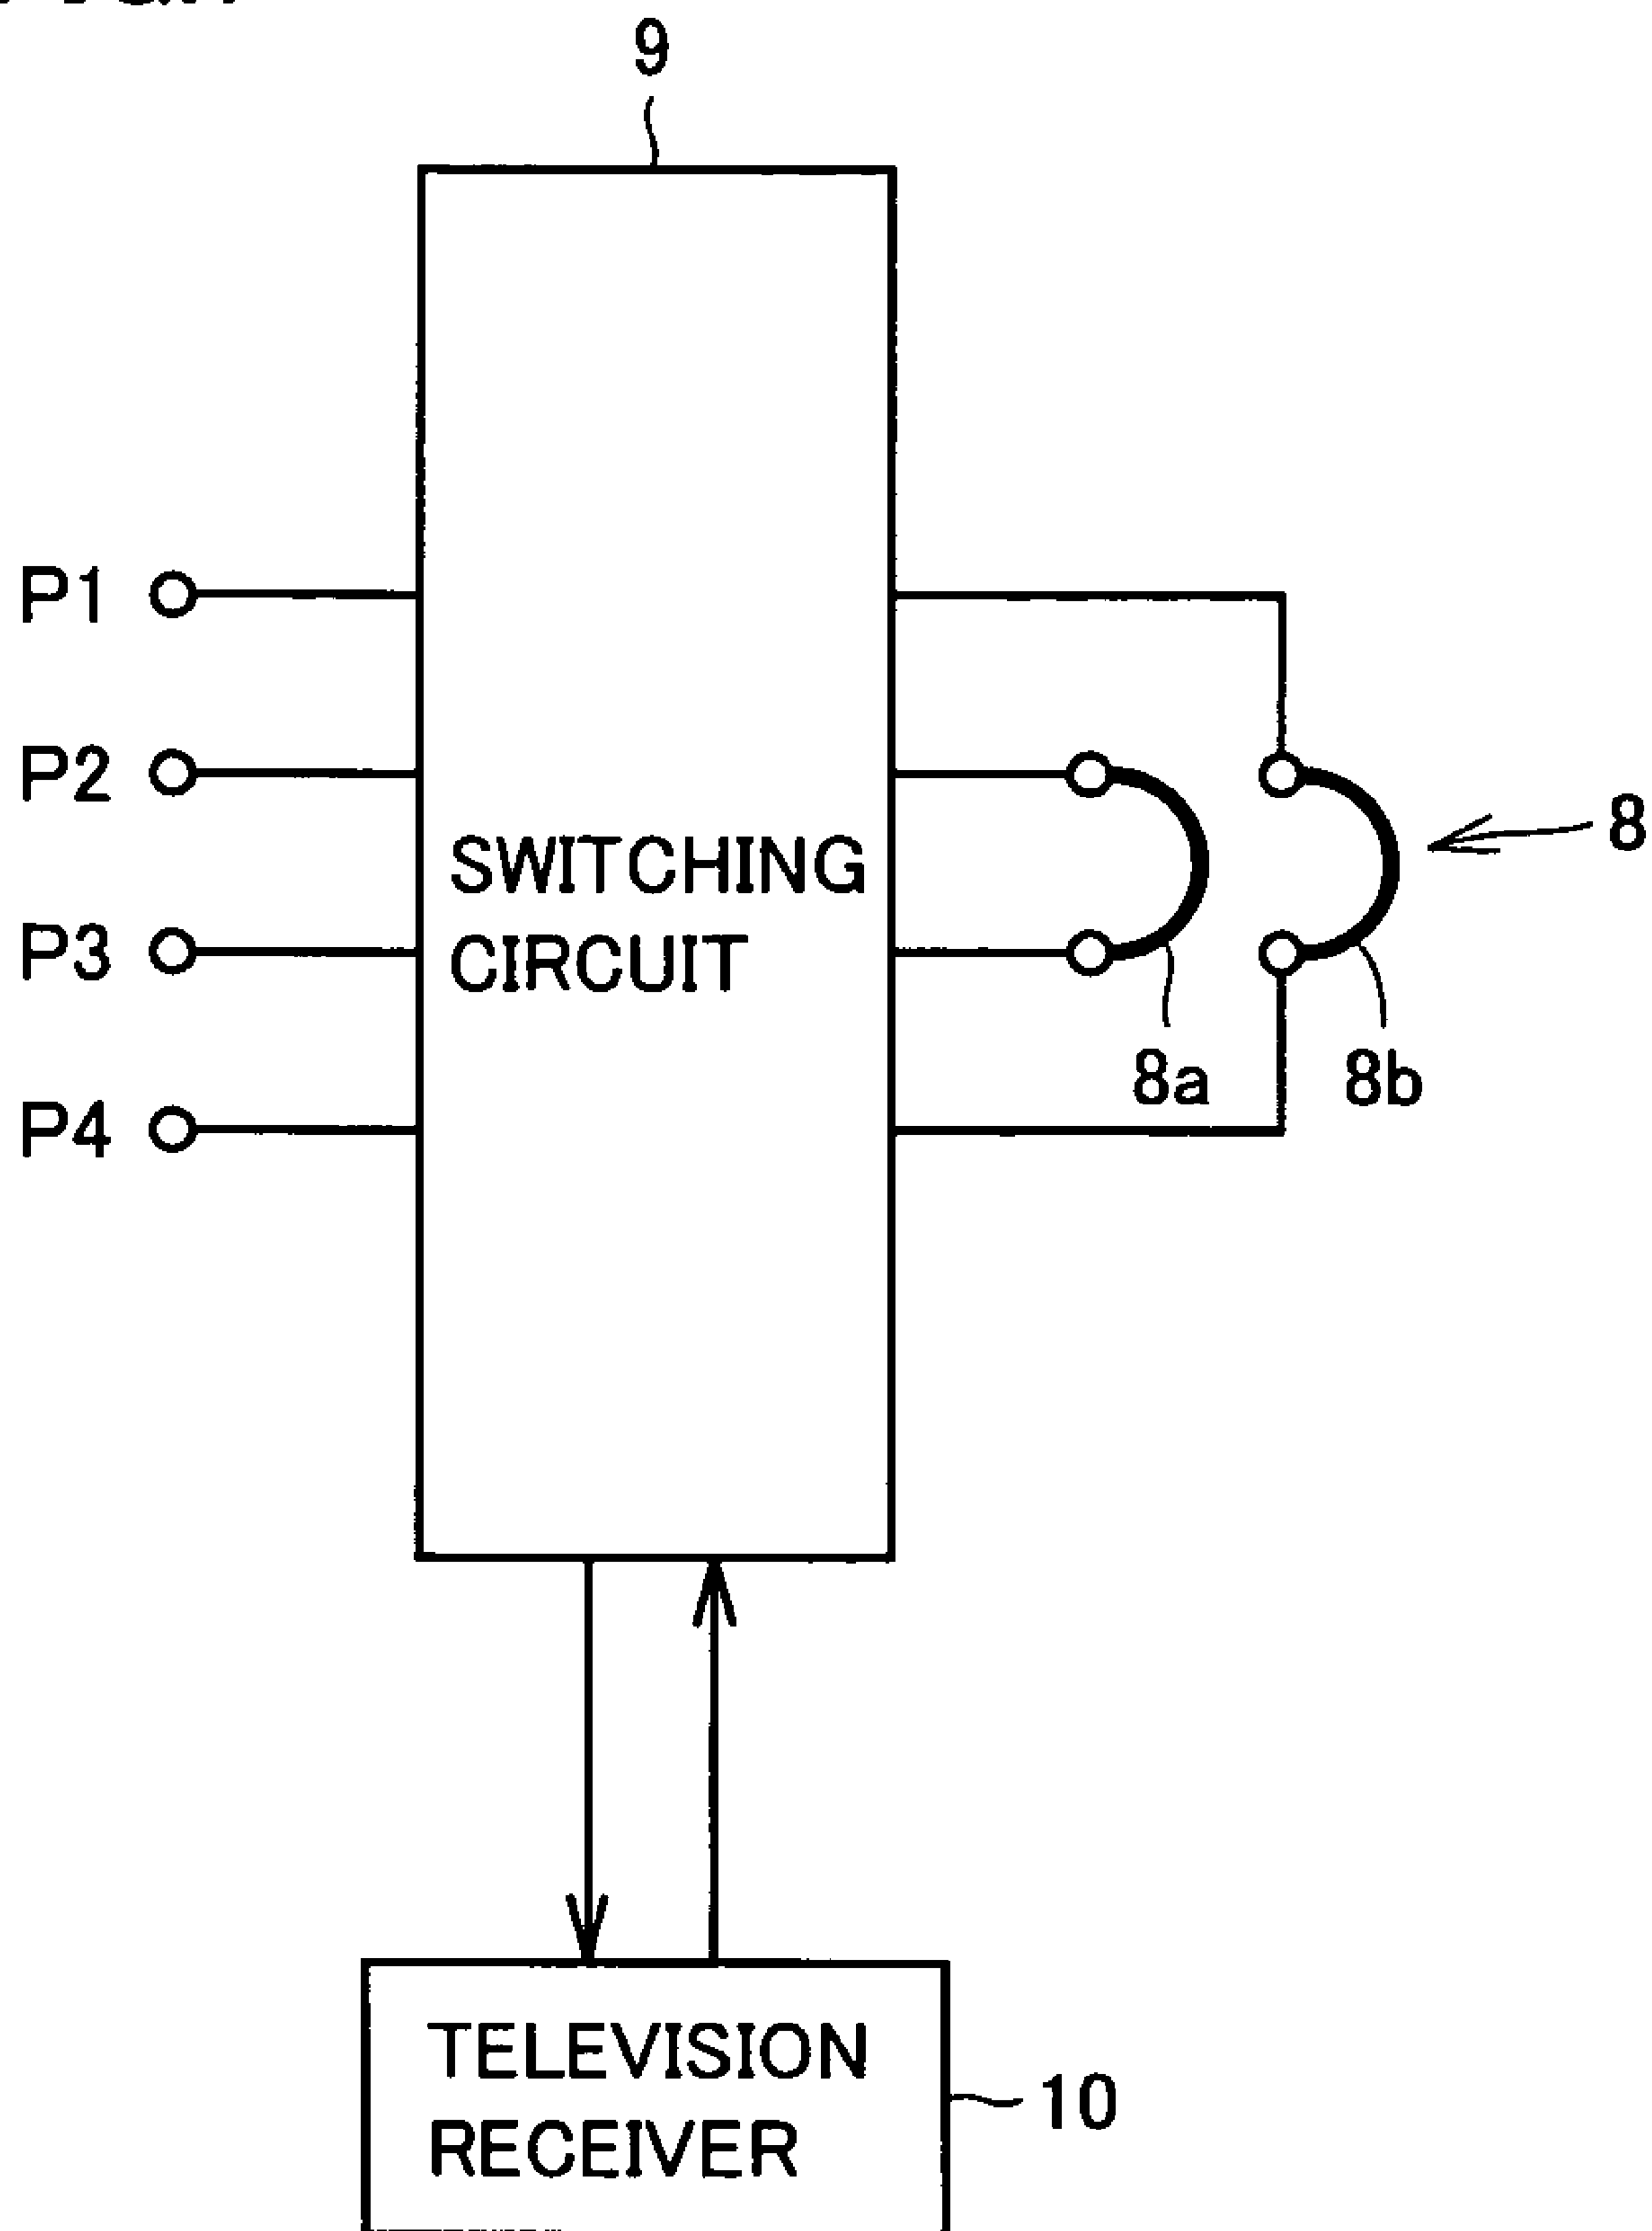 9
P1
P2
8
SWITCHING
P3
CIRCUIT
8a 8b
P4
TELEVISION
10
RECEIVER